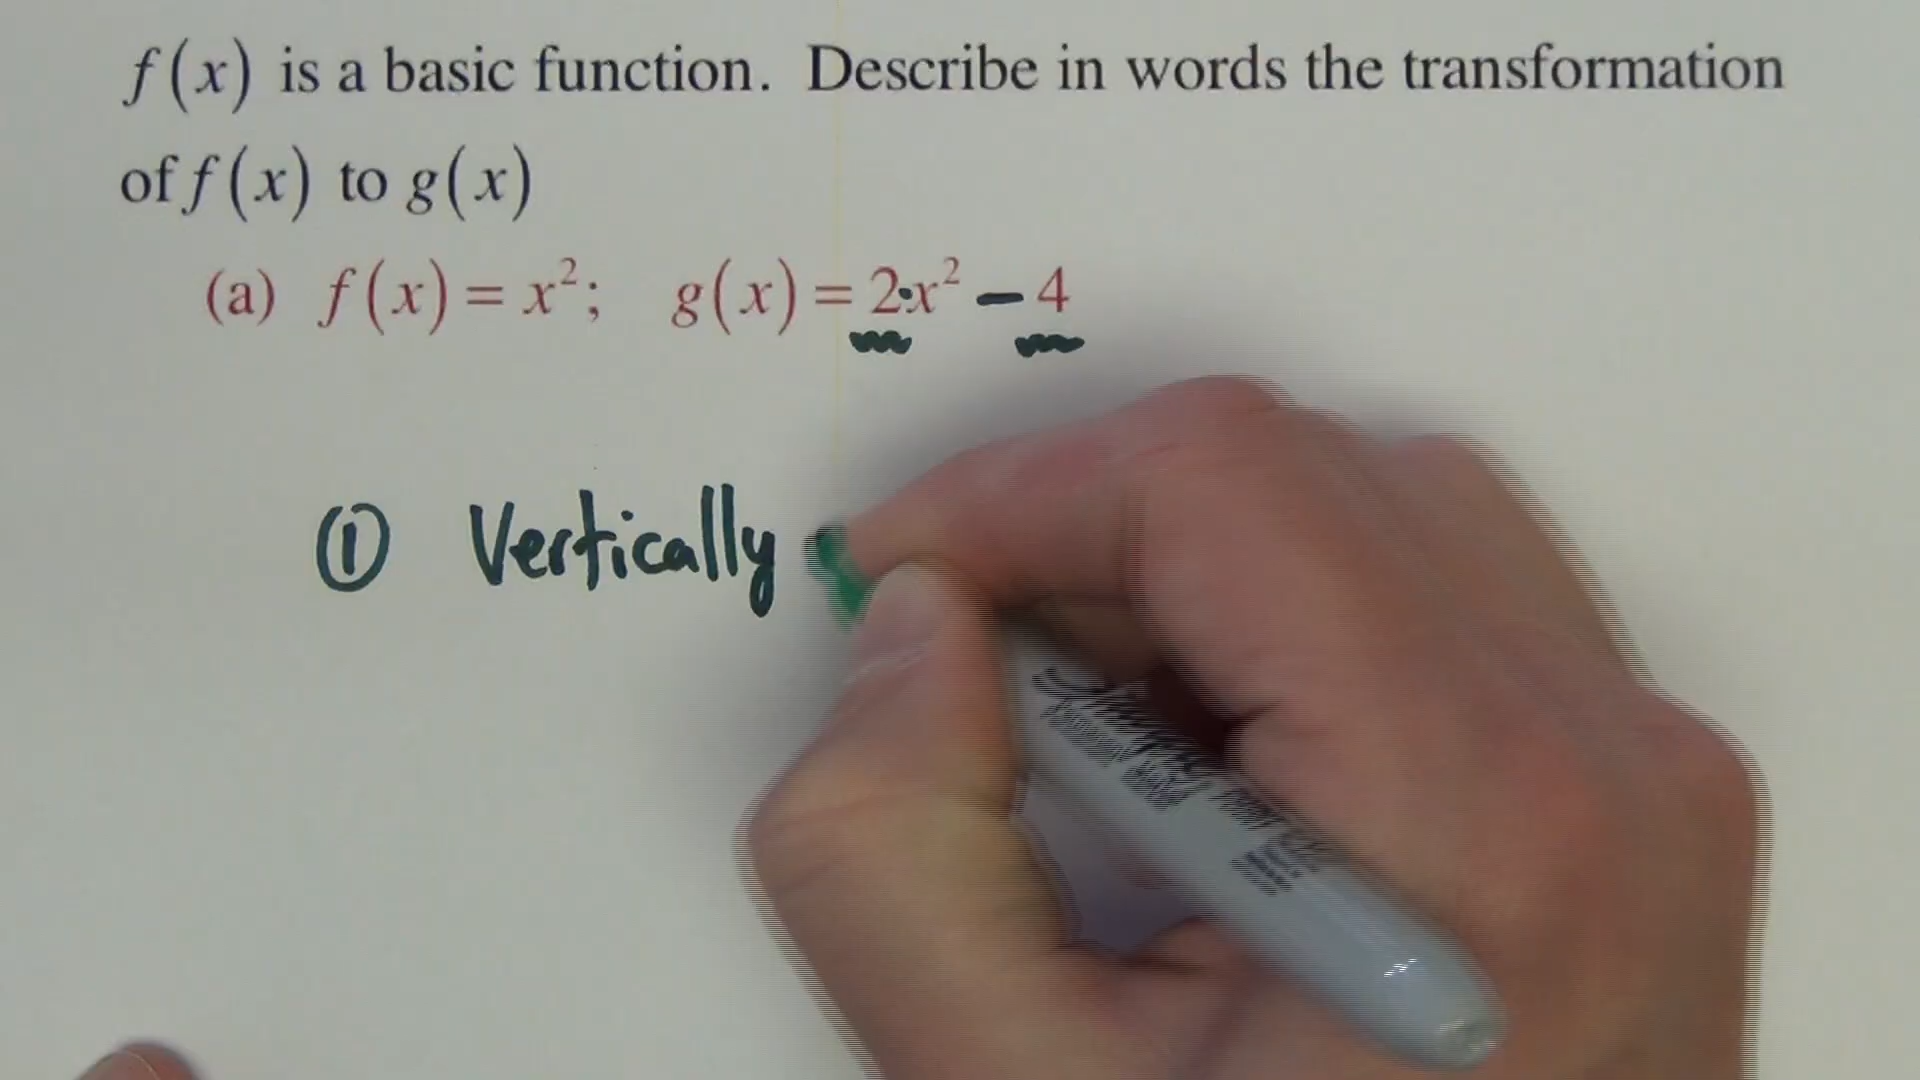 f(x) is a basic function. Describe in words the transformation
of f(x) to g(x)
(a) f(x) = x²; g(x) = 2·x² − 4
① Vertically